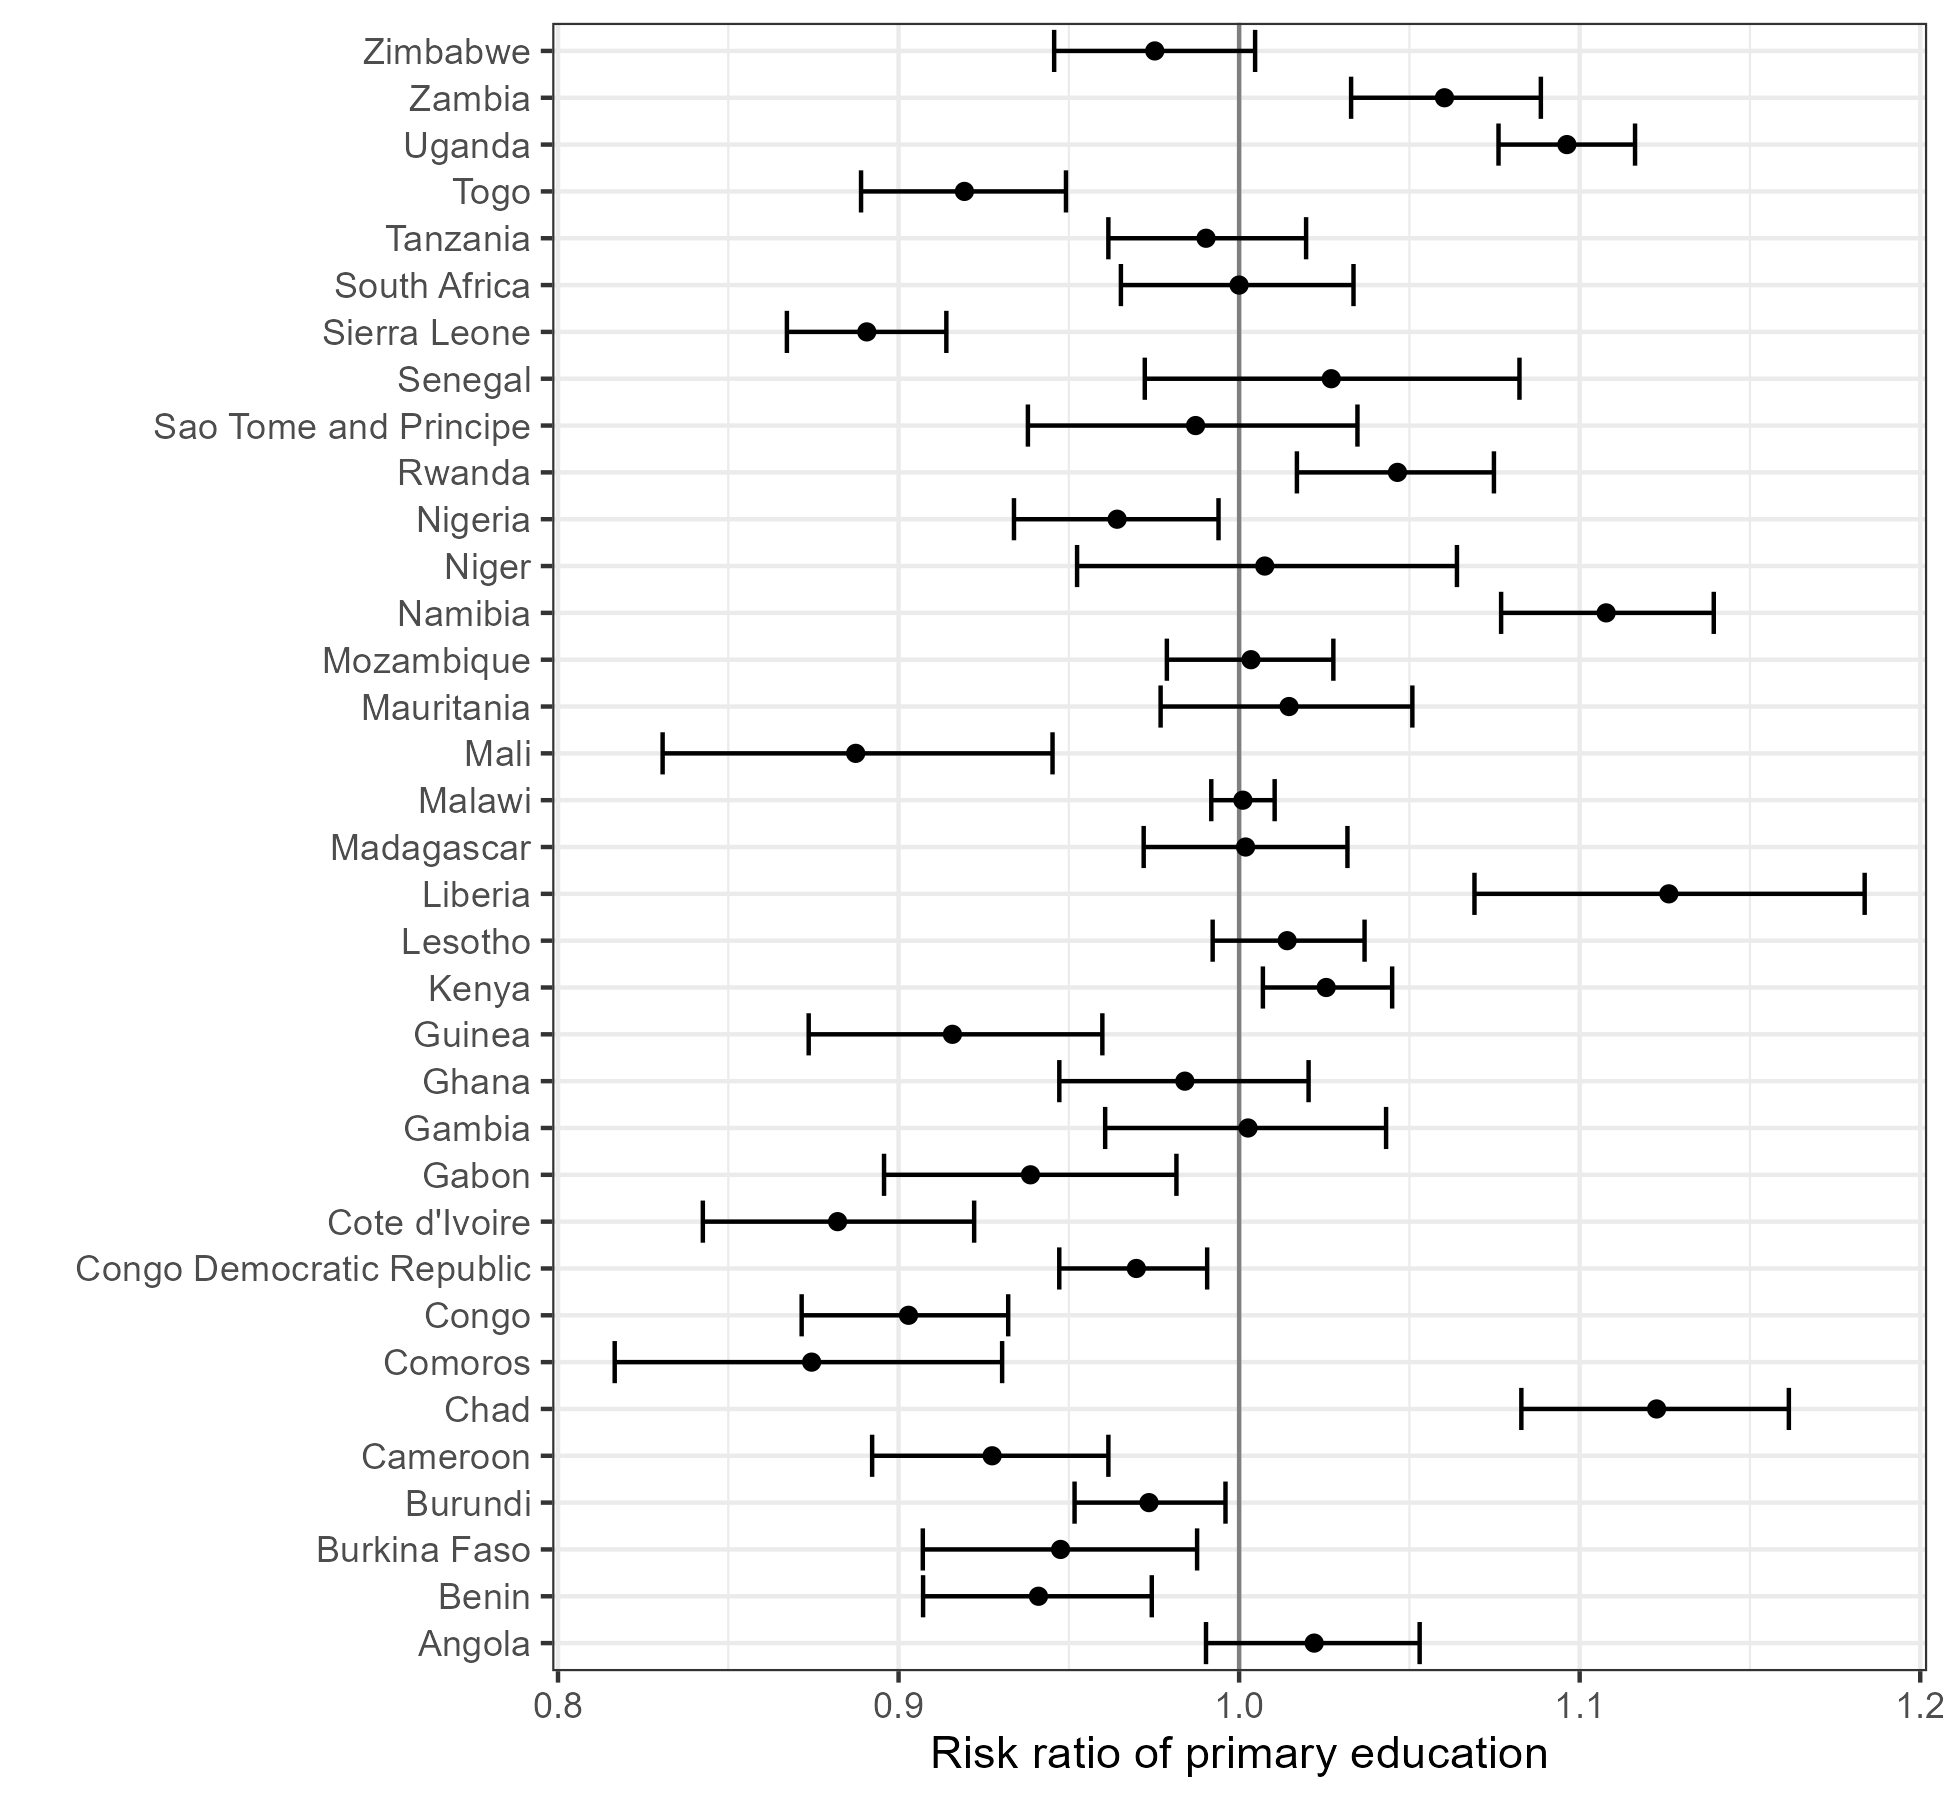 Zimbabwe
Zambia
Uganda
Togo
Tanzania
South Africa
Sierra Leone
Senegal
Sao Tome and Principe
Rwanda
Nigeria
Niger
Namibia
Mozambique
Mauritania
Mali
Malawi
Madagascar
Liberia
Lesotho
Kenya
Guinea
Ghana
Gambia
Gabon
Cote d'Ivoire
Congo Democratic Republic
Congo
Comoros
Chad
Cameroon
Burundi
Burkina Faso
Benin
Angola
0.8 0.9 1.0 1.1 1.2
Risk ratio of primary education